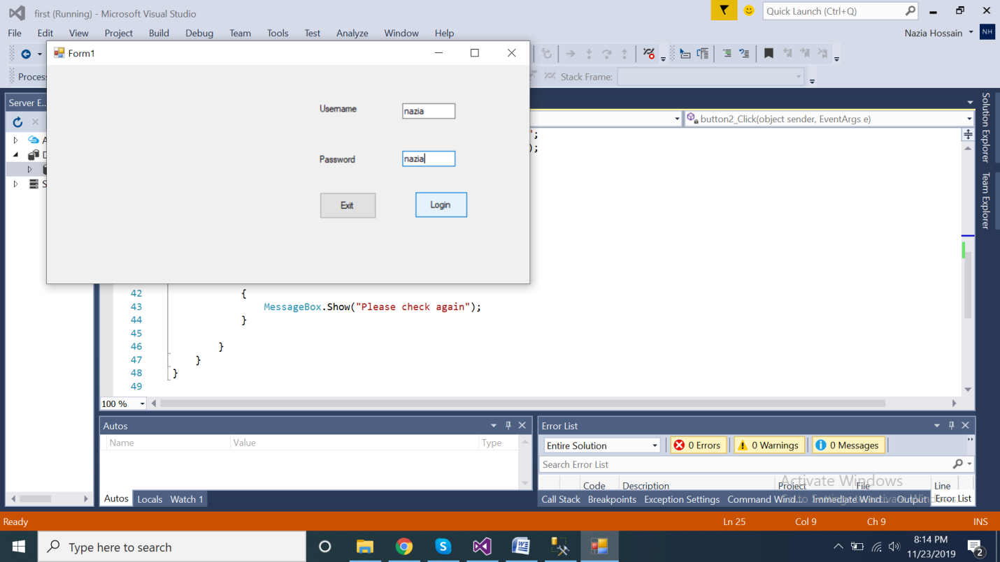 first (Running) - Microsoft Visual Studio
Quick Launch (Ctrl+Q)
File Edit View Project Build Debug Team Tools Test Analyze Window Help
Nazia Hossain NH
Form1
Process
Stack Frame:
Server E...
Username nazia
Password nazia
Exit Login
button2_Click(object sender, EventArgs e)
";
);
Solution Explorer
Team Explorer
42 {
43 MessageBox.Show("Please check again");
44 }
45
46 }
47 }
48 }
49
100 %
Autos
Name Value Type
Autos Locals Watch 1
Error List
Entire Solution 0 Errors 0 Warnings 0 Messages
Search Error List
Code Description Project File Line
Activate Windows
Go to Settings to activate Windows.
Call Stack Breakpoints Exception Settings Command Wind... Immediate Wind... Output Error List
Ready Ln 25 Col 9 Ch 9 INS
Type here to search
8:14 PM
11/23/2019
2